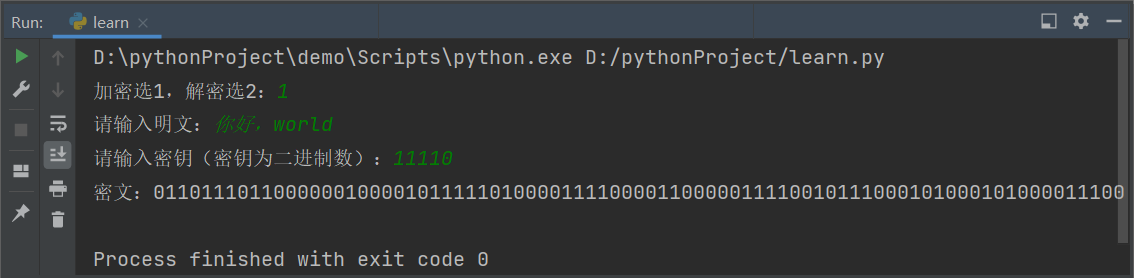 Run: learn
D:\pythonProject\demo\Scripts\python.exe D:/pythonProject/learn.py
加密选1，解密选2：1
请输入明文：你好，world
请输入密钥（密钥为二进制数）：11110
密文：011011101100000010000101111101000011110000110000011110010111000101000101000011100
Process finished with exit code 0